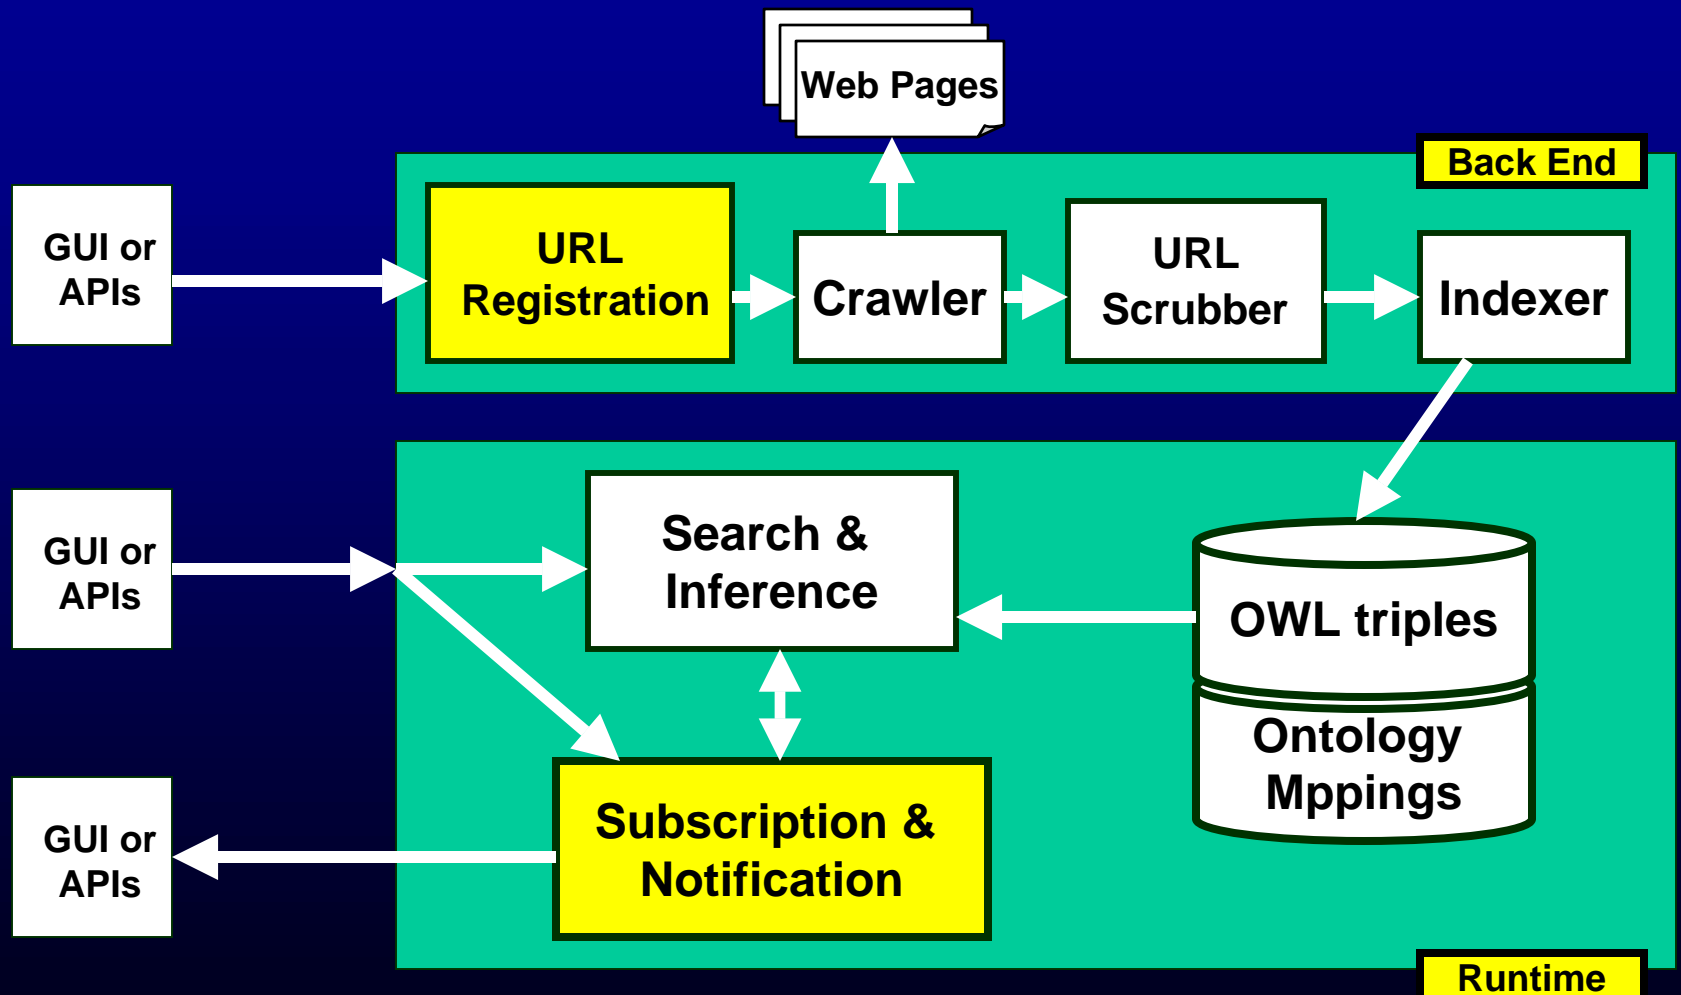 Web Pages
Back End
GUI or
APIs
URL
Registration
Crawler
URL
Scrubber
Indexer
GUI or
APIs
Search &
Inference
OWL triples
Ontology
Mppings
GUI or
APIs
Subscription &
Notification
Runtime